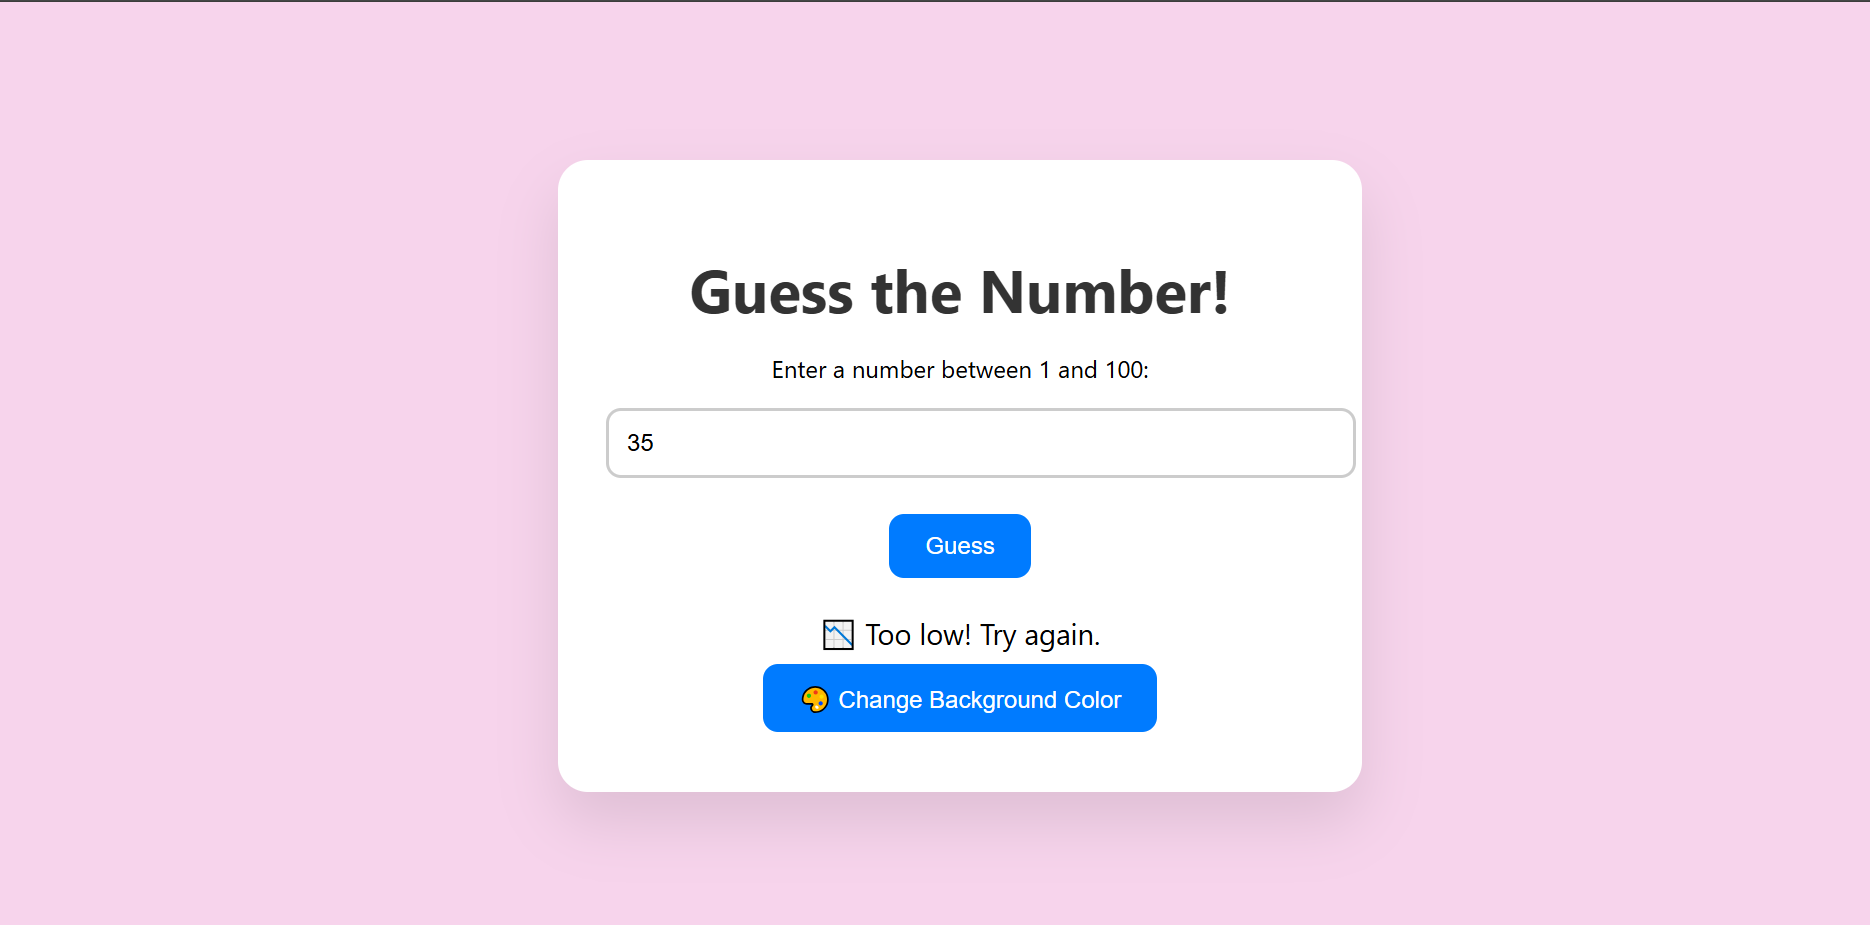 Guess the Number!
Enter a number between 1 and 100:
35
Guess
📉 Too low! Try again.
🎨 Change Background Color